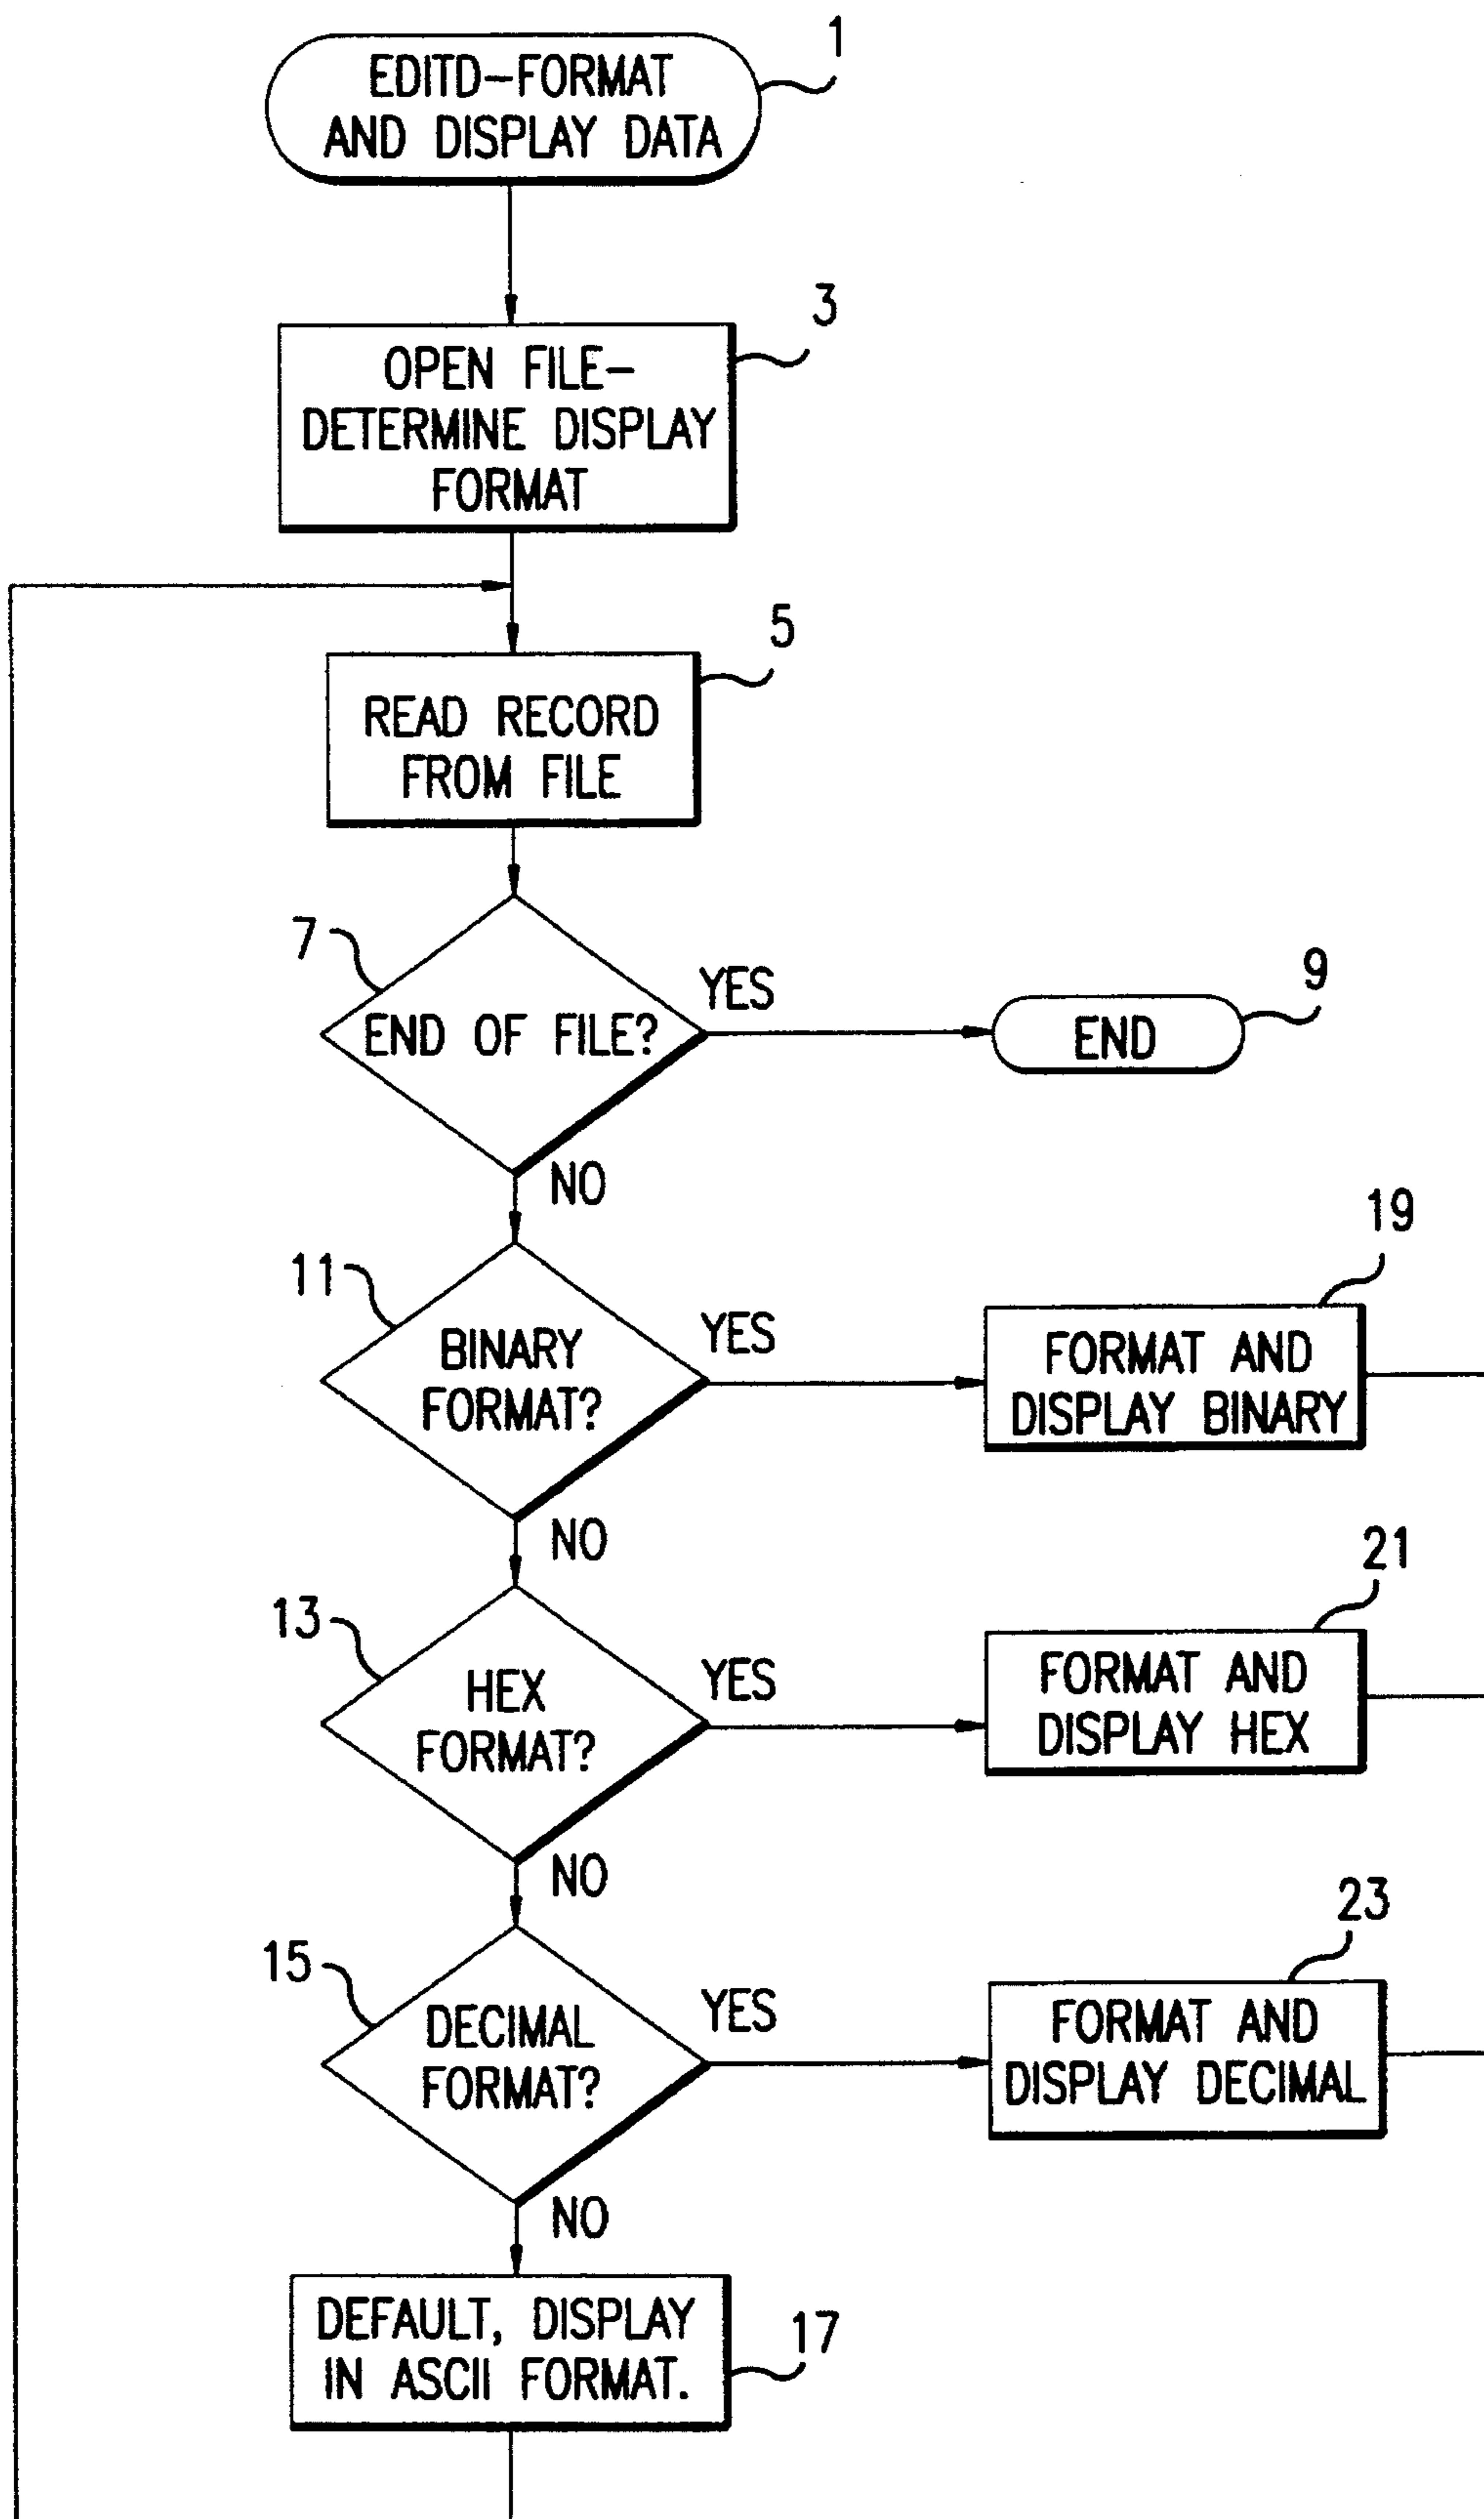 1
EDITD-FORMAT
AND DISPLAY DATA
3
OPEN FILE-
DETERMINE DISPLAY
FORMAT
5
READ RECORD
FROM FILE
7
END OF FILE?
YES
9
END
NO
11
BINARY
FORMAT?
YES
19
FORMAT AND
DISPLAY BINARY
NO
13
HEX
FORMAT?
YES
21
FORMAT AND
DISPLAY HEX
NO
15
DECIMAL
FORMAT?
YES
23
FORMAT AND
DISPLAY DECIMAL
NO
DEFAULT, DISPLAY
IN ASCII FORMAT.
17